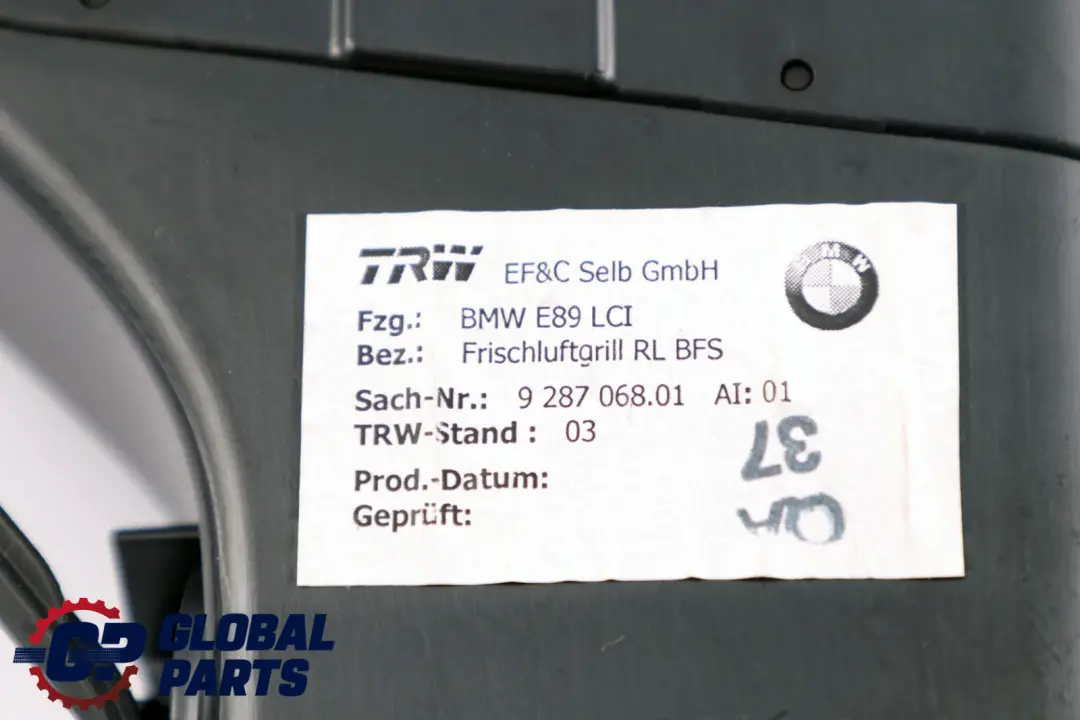 TRW EF&C Selb GmbH
BMW
Fzg.: BMW E89 LCI
Bez.: Frischluftgrill RL BFS
Sach-Nr.: 9 287 068.01 AI: 01
TRW-Stand : 03
37
Prod.-Datum:
Geprüft:
GP GLOBAL
PARTS